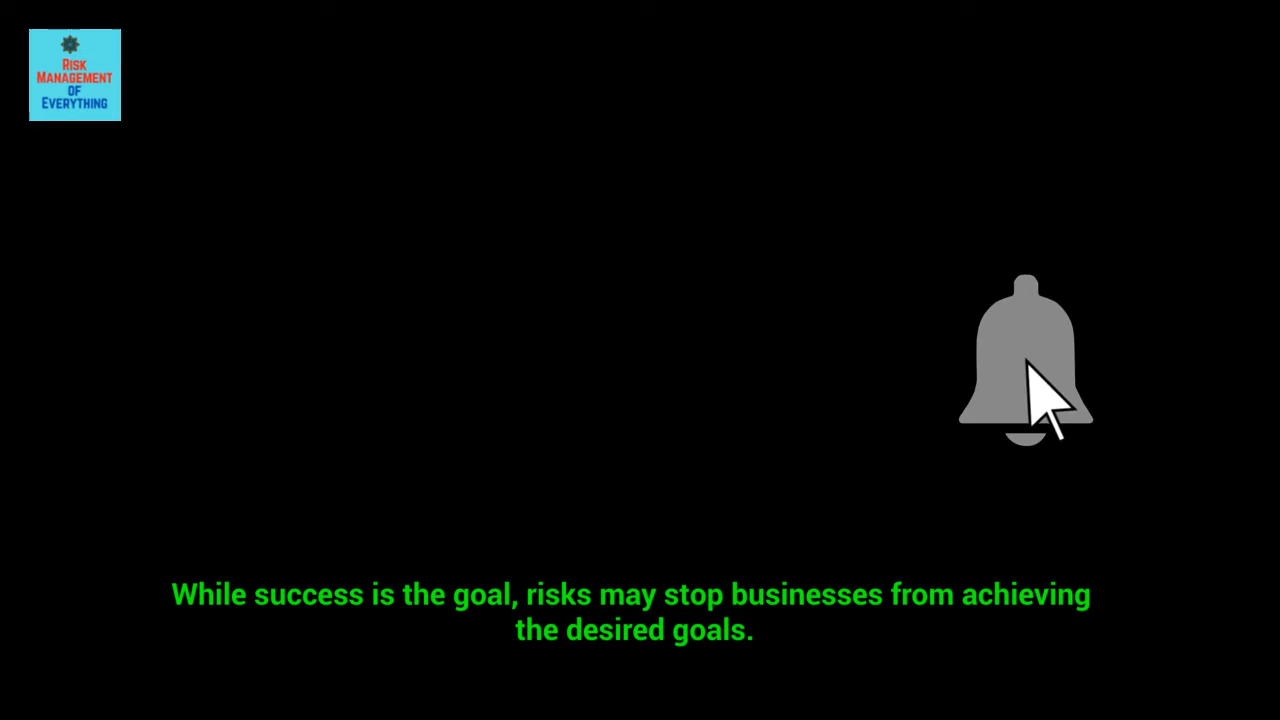 RISK
MANAGEMENT
OF
EVERYTHING
While success is the goal, risks may stop businesses from achieving
the desired goals.